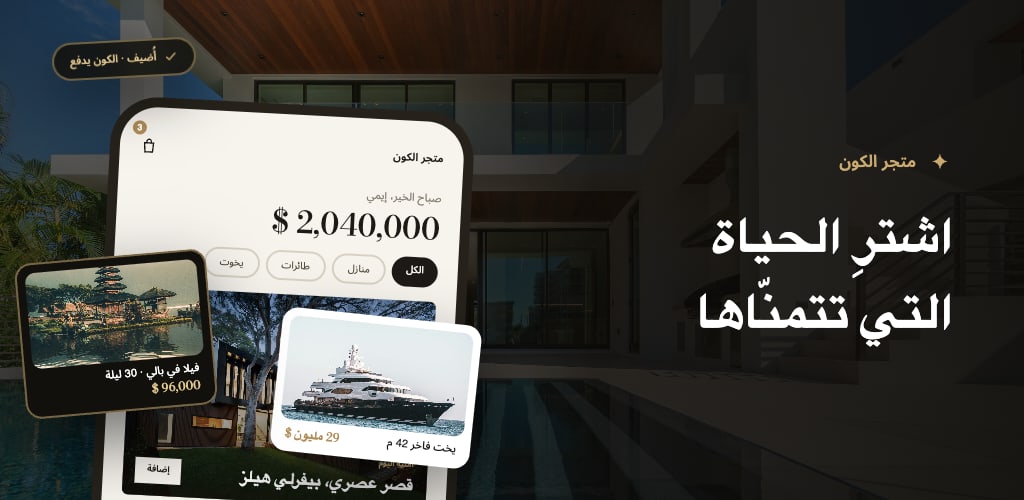 متجر الكون
اشترِ الحياة
التي تتمنّاها
أُضيف · الكون يدفع
3
متجر الكون
صباح الخير، إيمي
$ 2,040,000
الكل
منازل
طائرات
يخوت
فيلا في بالي · 30 ليلة
$ 96,000
يخت فاخر 42 م
29 مليون $
قصر عصري، بيفرلي هيلز
إضافة